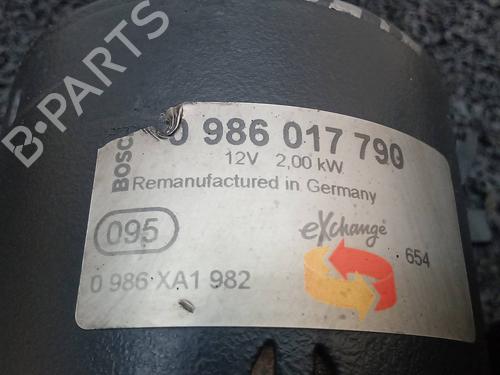 BOSCH
0 986 017 790
12V 2,00 kW
Remanufactured in Germany
095
eXchange
654
0 986 XA1 982
B-PARTS